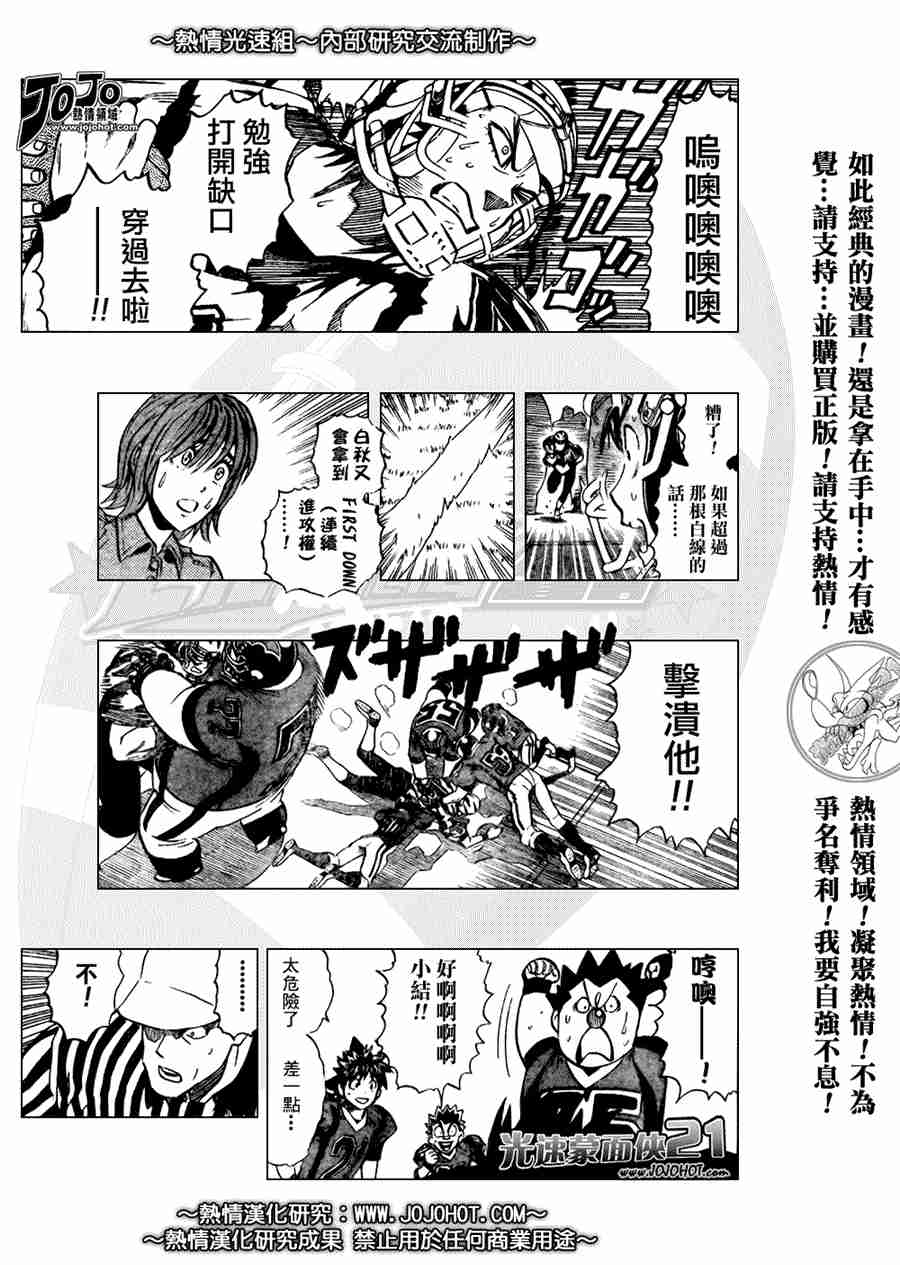 ～熱情光速組～內部研究交流制作～
JOJO
熱情領域
www.jojohot.com
嗚噢噢噢噢
ガガガガゴッ
勉強
打開缺口
穿過去啦
——!!
糟了！
如果超過
那根白線的
話……
白秋又
會拿到
FIRST DOWN
(連續
進攻權)
……！
擊潰他!!
ズザザザッ
哼噢——！
好啊啊啊啊
小結!!
太危險了
差一點…
………
不！
光速蒙面俠21
www.JOJOHOT.com
如此經典的漫畫！還是拿在手中…才有感
覺…請支持…並購買正版！請支持熱情！
熱情領域！凝聚熱情！不為
爭名奪利！我要自強不息！
～熱情漢化研究：WWW.JOJOHOT.COM～
～熱情漢化研究成果 禁止用於任何商業用途～